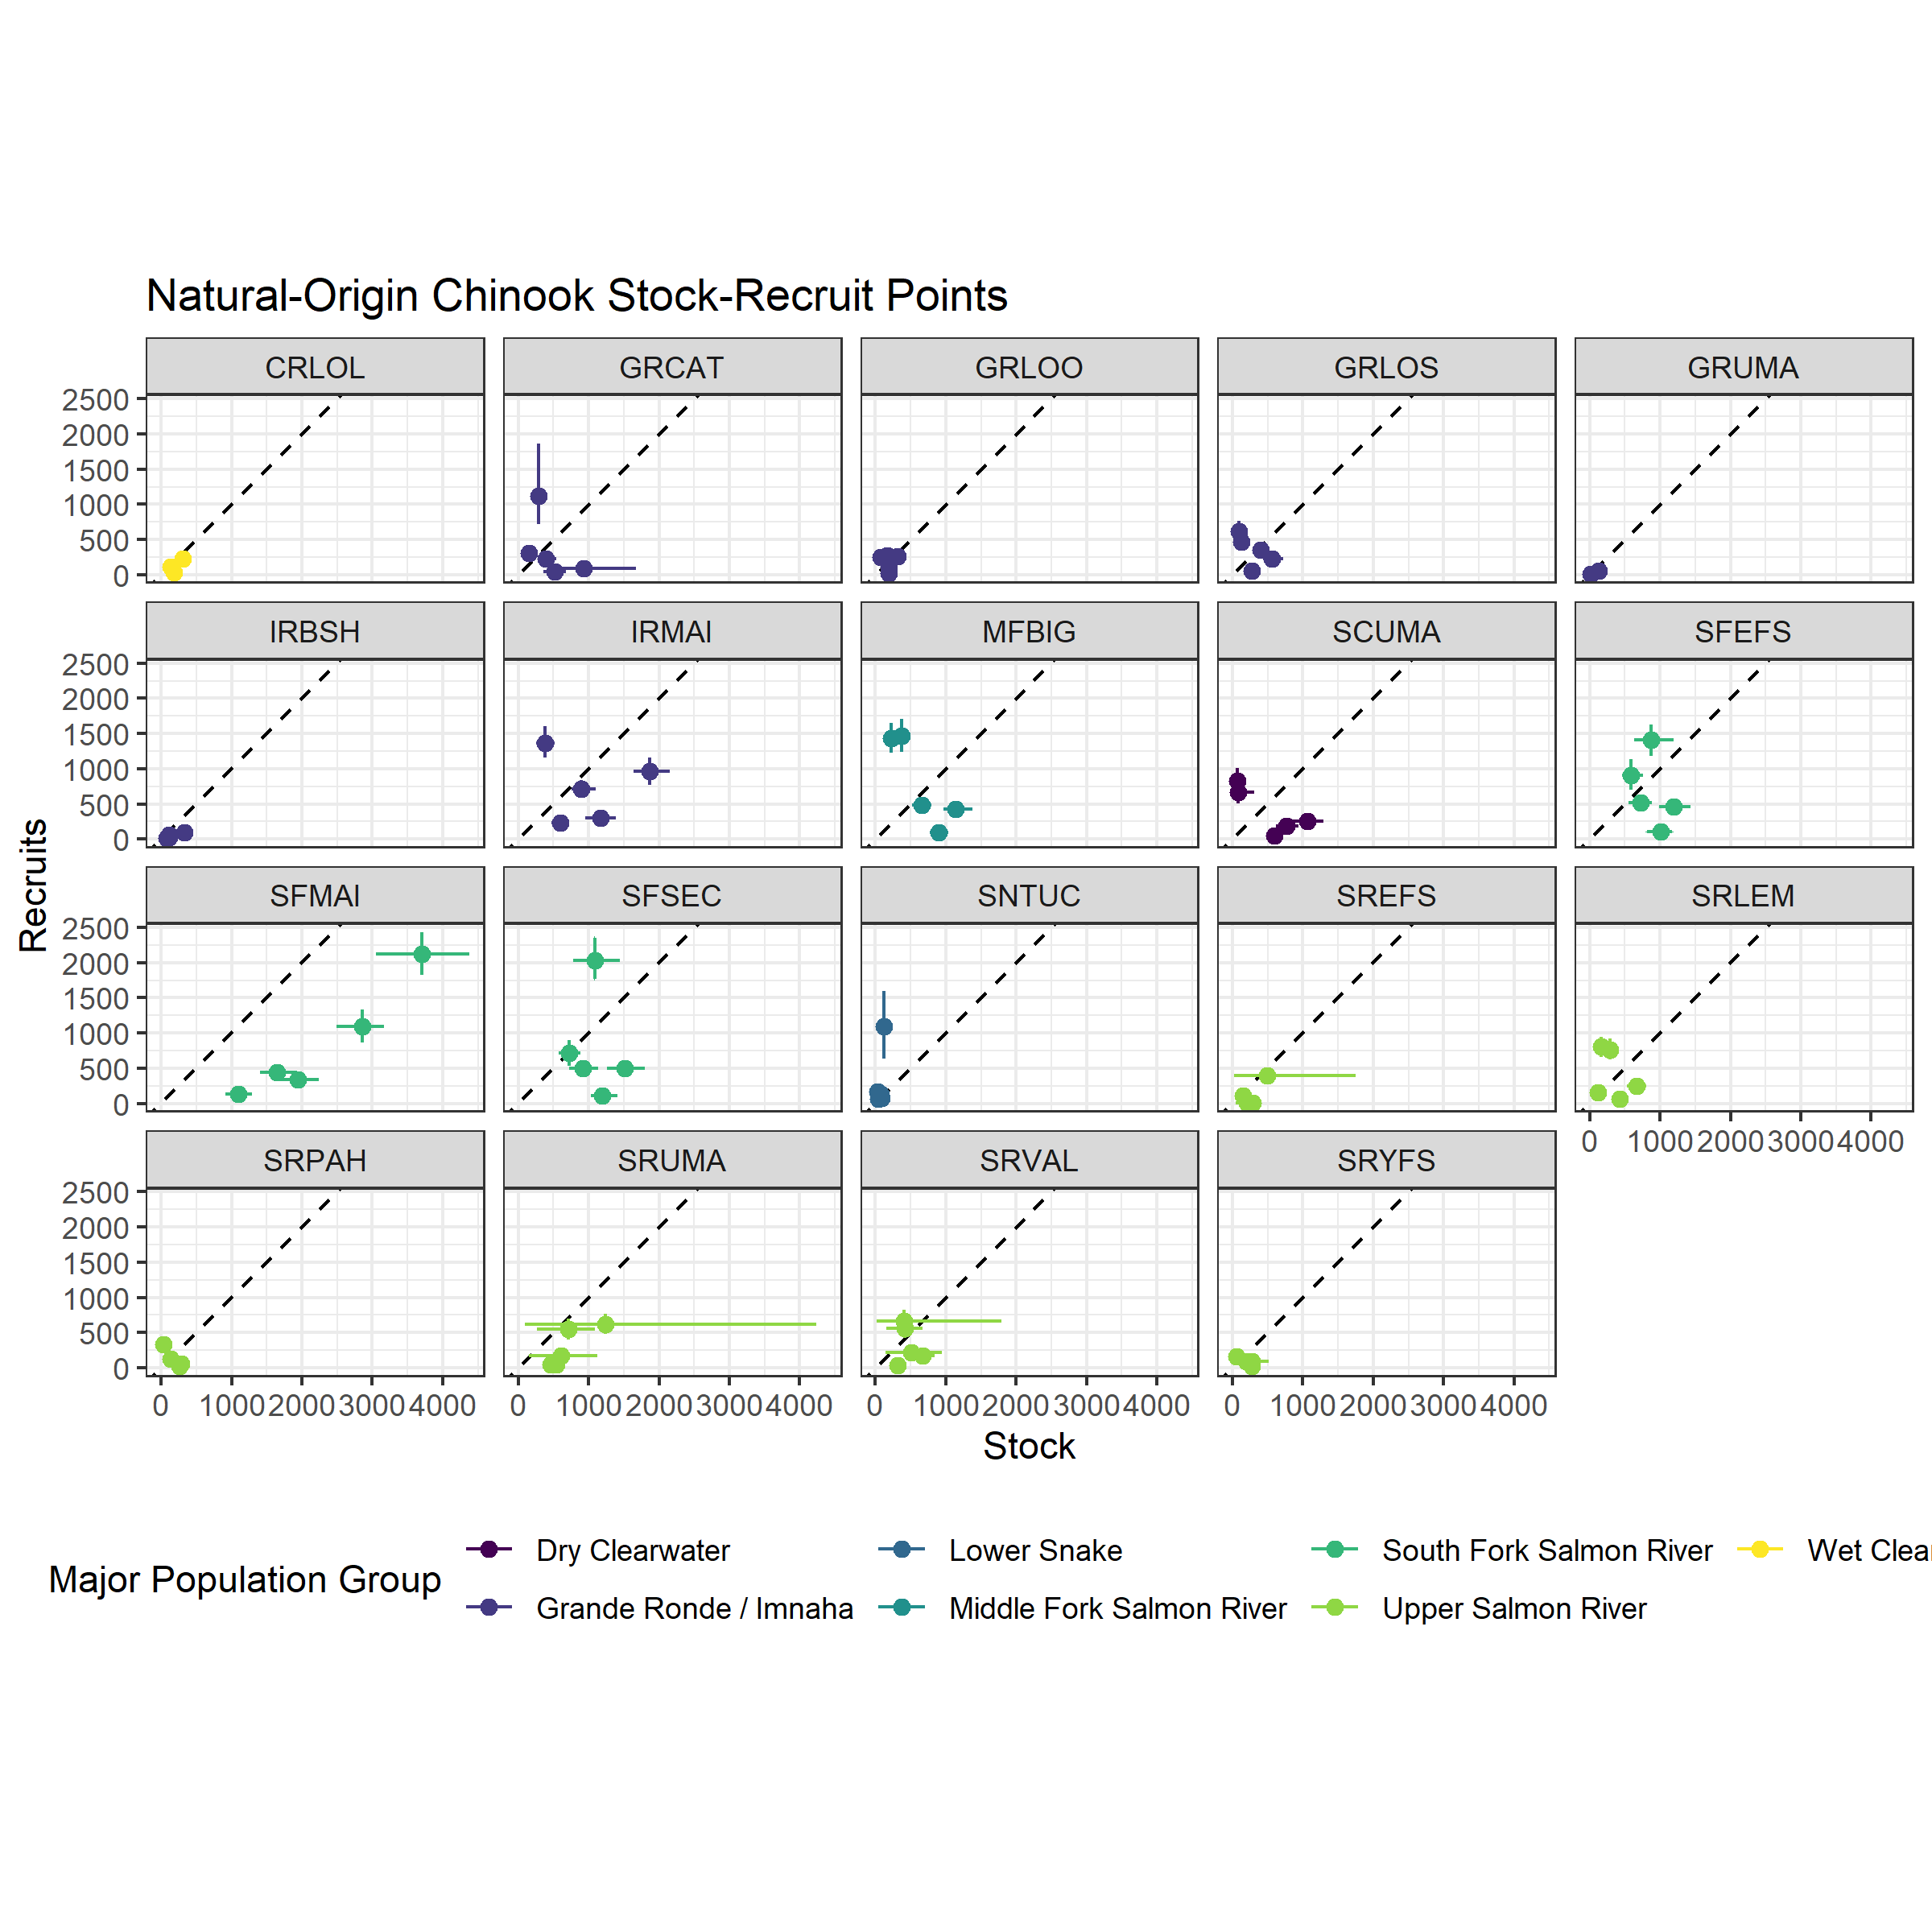 Natural-Origin Chinook Stock-Recruit Points
CRLOL GRCAT GRLOO GRLOS GRUMA
2500
2000
1500
1000
500
0
IRBSH IRMAI MFBIG SCUMA SFEFS
2500
2000
1500
1000
500
0
Recruits
SFMAI SFSEC SNTUC SREFS SRLEM
2500
2000
1500
1000
500
0
0 1000 2000 3000 4000
SRPAH SRUMA SRVAL SRYFS
2500
2000
1500
1000
500
0
0 1000 2000 3000 4000 0 1000 2000 3000 4000 0 1000 2000 3000 4000 0 1000 2000 3000 4000
Stock
Major Population Group
Dry Clearwater Lower Snake South Fork Salmon River Wet Clear
Grande Ronde / Imnaha Middle Fork Salmon River Upper Salmon River